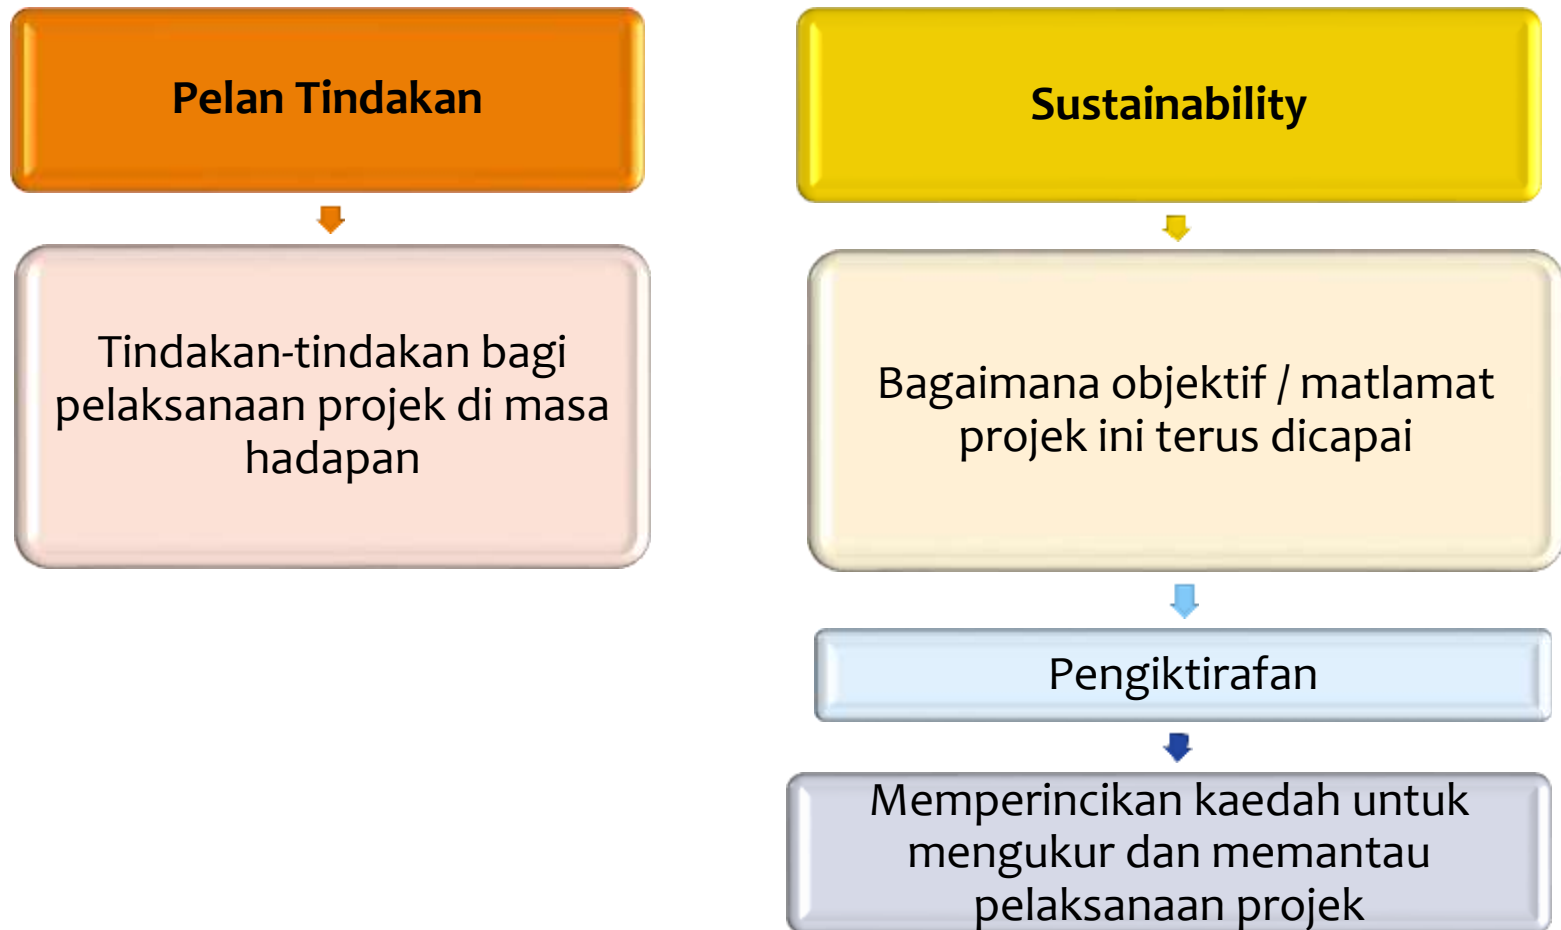 Pelan Tindakan
Tindakan-tindakan bagi
pelaksanaan projek di masa
hadapan
Sustainability
Bagaimana objektif / matlamat
projek ini terus dicapai
Pengiktirafan
Memperincikan kaedah untuk
mengukur dan memantau
pelaksanaan projek